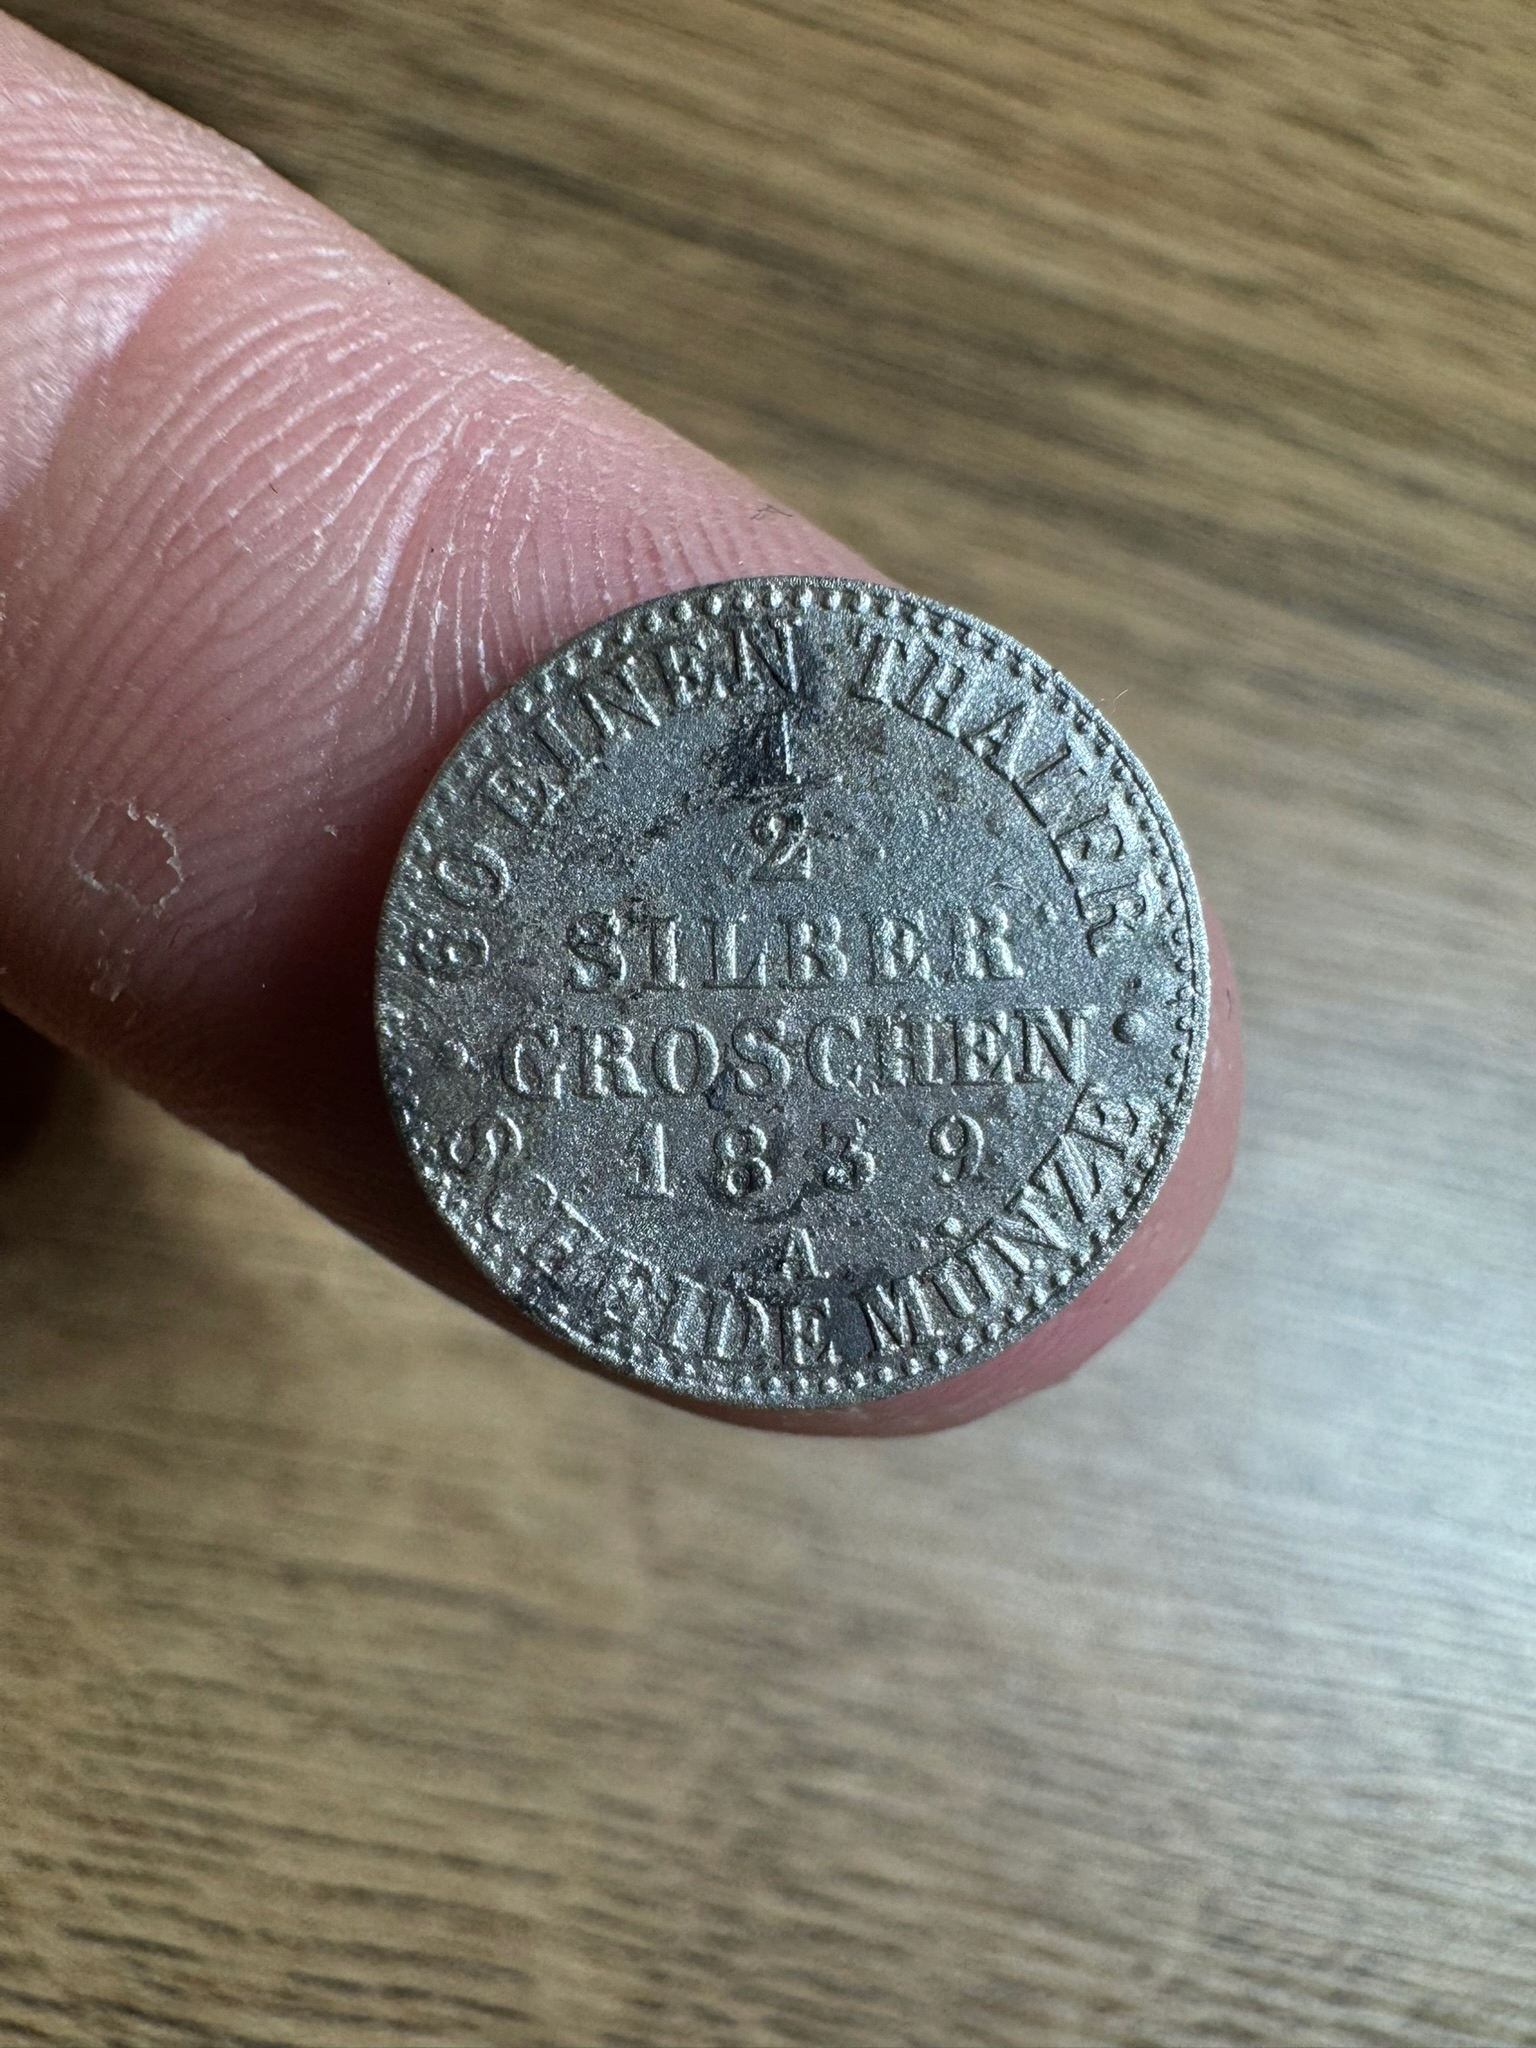 60 EINEN THALER
1
2
SILBER
GROSCHEN
1839
A
SCHEIDE MÜNZE